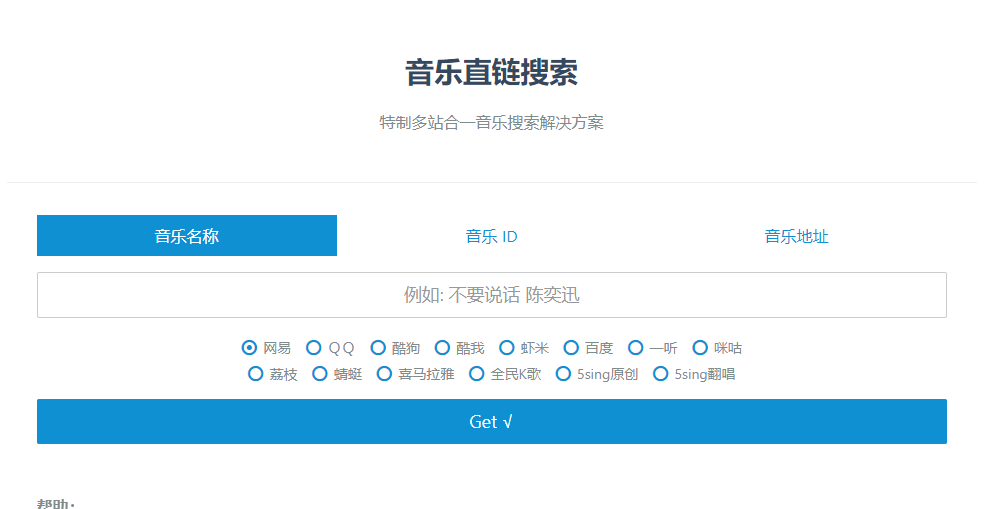 音乐直链搜索
特制多站合一音乐搜索解决方案
音乐名称 音乐 ID 音乐地址
例如: 不要说话 陈奕迅
网易 ＱＱ 酷狗 酷我 虾米 百度 一听 咪咕
荔枝 蜻蜓 喜马拉雅 全民K歌 5sing原创 5sing翻唱
Get √
帮助: